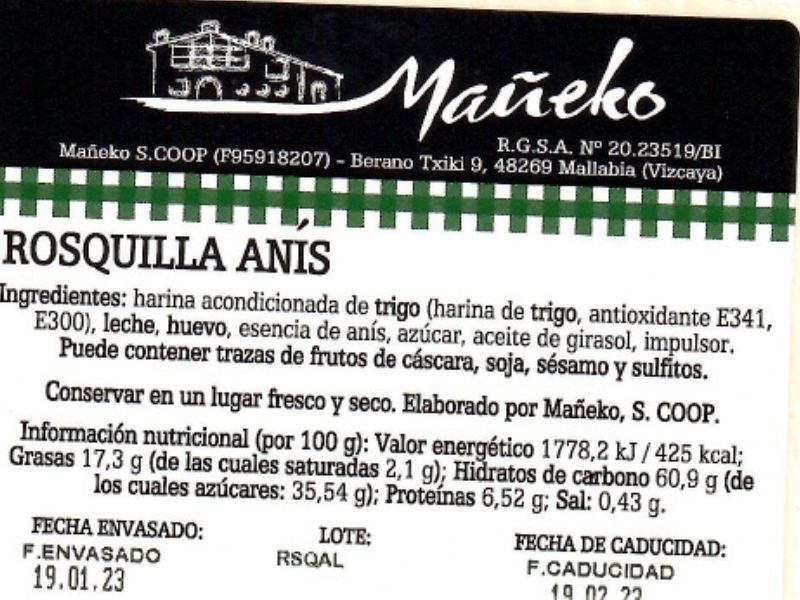 Mañeko
R.G.S.A. Nº 20.23519/BI
Mañeko S.COOP (F95918207) - Berano Txiki 9, 48269 Mallabia (Vizcaya)
ROSQUILLA ANÍS
Ingredientes: harina acondicionada de trigo (harina de trigo, antioxidante E341,
E300), leche, huevo, esencia de anís, azúcar, aceite de girasol, impulsor.
Puede contener trazas de frutos de cáscara, soja, sésamo y sulfitos.
Conservar en un lugar fresco y seco. Elaborado por Mañeko, S. COOP.
Información nutricional (por 100 g): Valor energético 1778,2 kJ / 425 kcal;
Grasas 17,3 g (de las cuales saturadas 2,1 g); Hidratos de carbono 60,9 g (de
los cuales azúcares: 35,54 g); Proteínas 6,52 g; Sal: 0,43 g.
FECHA ENVASADO: LOTE: FECHA DE CADUCIDAD:
F.ENVASADO RSQAL F.CADUCIDAD
19.01.23 19.02.23